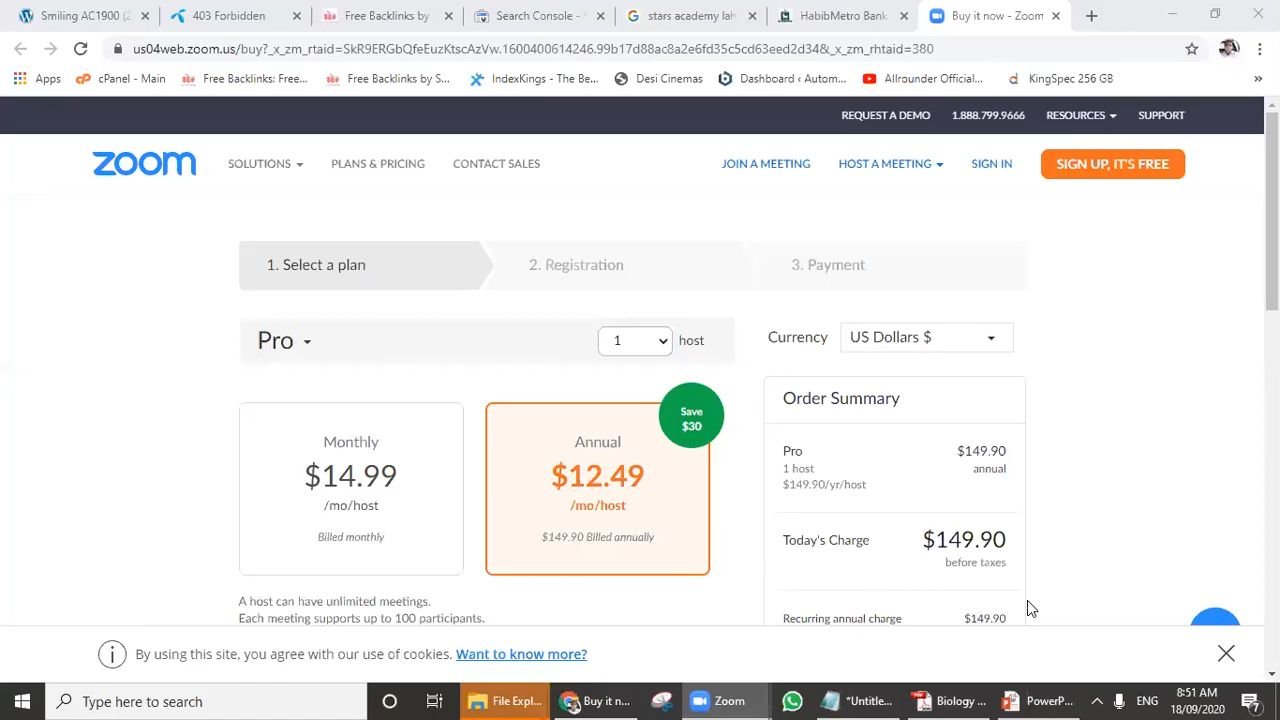 Smiling AC1900 (2
403 Forbidden
Free Backlinks by
Search Console - 
stars academy lah
HabibMetro Bank
Buy it now - Zoom
us04web.zoom.us/buy?_x_zm_rtaid=SkR9ERGbQfeEuzKtscAzVw.1600400614246.99b17d88ac8a2e6fd35c5cd63eed2d34&_x_zm_rhtaid=380
Apps
cPanel - Main
Free Backlinks: Free...
Free Backlinks by S...
IndexKings - The Be...
Desi Cinemas
Dashboard ‹ Autom...
Allrounder Official...
KingSpec 256 GB
»
REQUEST A DEMO
1.888.799.9666
RESOURCES
SUPPORT
zoom
SOLUTIONS
PLANS & PRICING
CONTACT SALES
JOIN A MEETING
HOST A MEETING
SIGN IN
SIGN UP, IT'S FREE
1. Select a plan
2. Registration
3. Payment
Pro
1
host
Currency
US Dollars $
Save
$30
Monthly
$14.99
/mo/host
Billed monthly
Annual
$12.49
/mo/host
$149.90 Billed annually
Order Summary
Pro $149.90
1 host annual
$149.90/yr/host
Today's Charge $149.90
before taxes
Recurring annual charge $149.90
A host can have unlimited meetings.
Each meeting supports up to 100 participants.
By using this site, you agree with our use of cookies. Want to know more?
Type here to search
File Expl...
Buy it n...
Zoom
*Untitle...
Biology ...
PowerP...
ENG
8:51 AM
18/09/2020
7